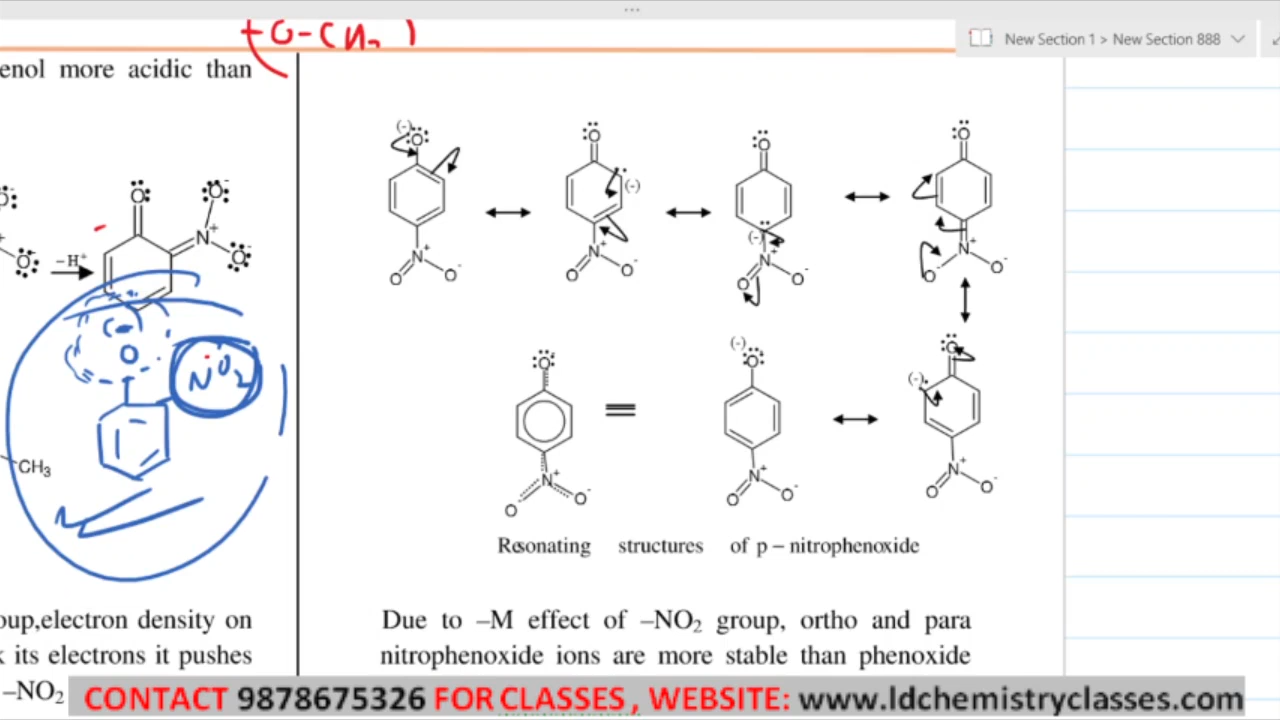 +O-CH₃
New Section 1 > New Section 888
enol more acidic than
–H⁺
(-)
O
NO₂
CH₃
Resonating structures of p – nitrophenoxide
oup,electron density on
k its electrons it pushes
–NO₂
Due to –M effect of –NO₂ group, ortho and para
nitrophenoxide ions are more stable than phenoxide
CONTACT 9878675326 FOR CLASSES , WEBSITE: www.ldchemistryclasses.com